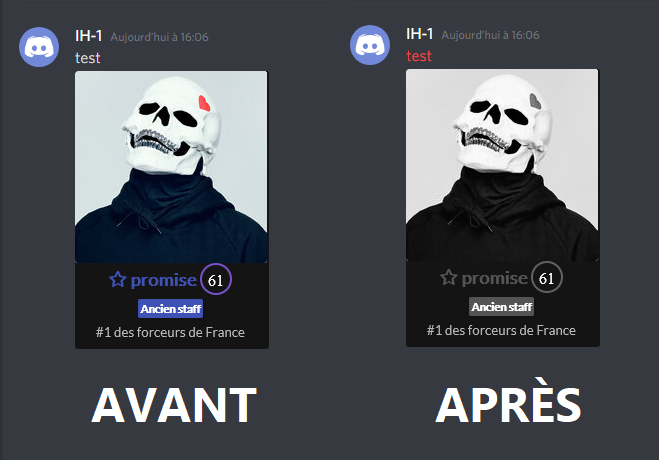 IH-1 Aujourd'hui à 16:06
test
promise 61
Ancien staff
#1 des forceurs de France
AVANT
IH-1 Aujourd'hui à 16:06
test
promise 61
Ancien staff
#1 des forceurs de France
APRÈS